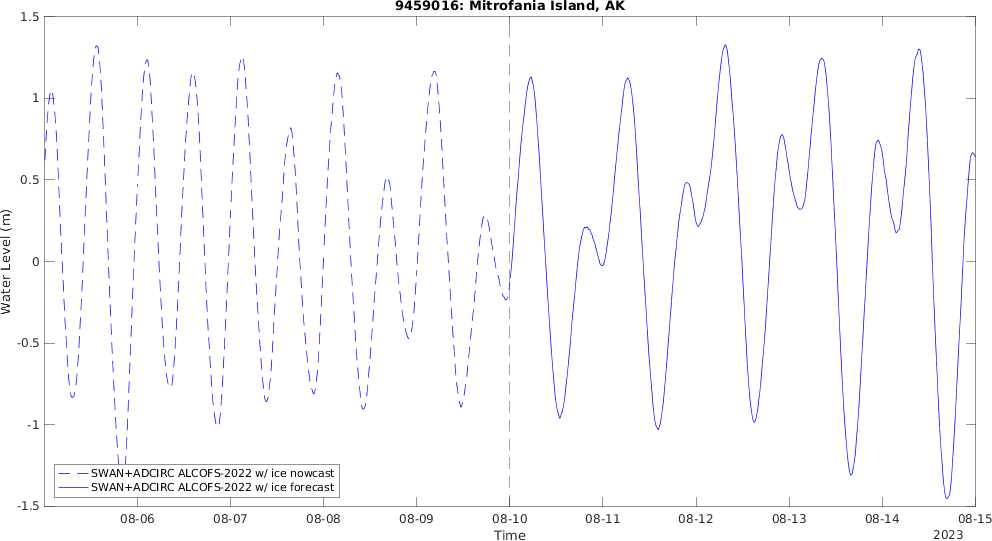 9459016: Mitrofania Island, AK
Water Level (m)
1.5
1
0.5
0
-0.5
-1
-1.5
SWAN+ADCIRC ALCOFS-2022 w/ ice nowcast
SWAN+ADCIRC ALCOFS-2022 w/ ice forecast
08-06 08-07 08-08 08-09 08-10 08-11 08-12 08-13 08-14 08-15
Time
2023